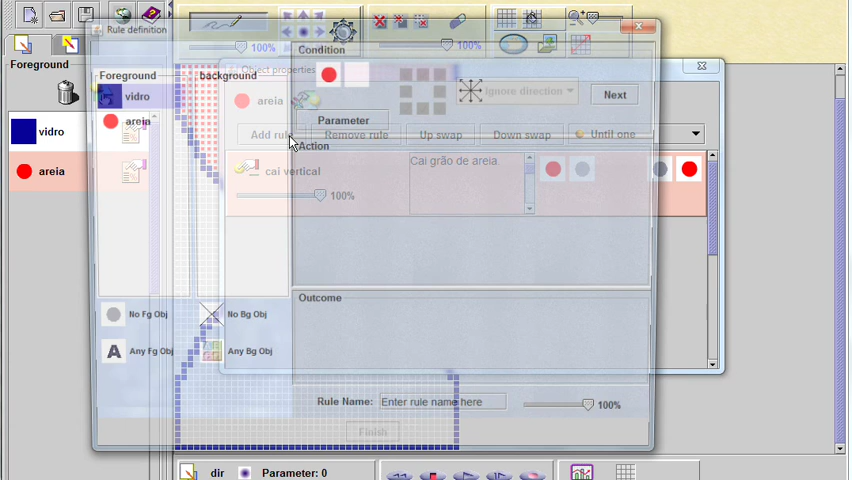 Rule definition
100%
100%
Condition
Foreground
Foreground
background
Object properties
vidro
areia
Ignore direction
Next
vidro
areia
Parameter
Add rule
Remove rule
Up swap
Down swap
Until one
Action
areia
cai vertical
Cai grão de areia.
100%
Outcome
No Fg Obj
No Bg Obj
Any Fg Obj
Any Bg Obj
Rule Name:
Enter rule name here
100%
Finish
dir
Parameter: 0